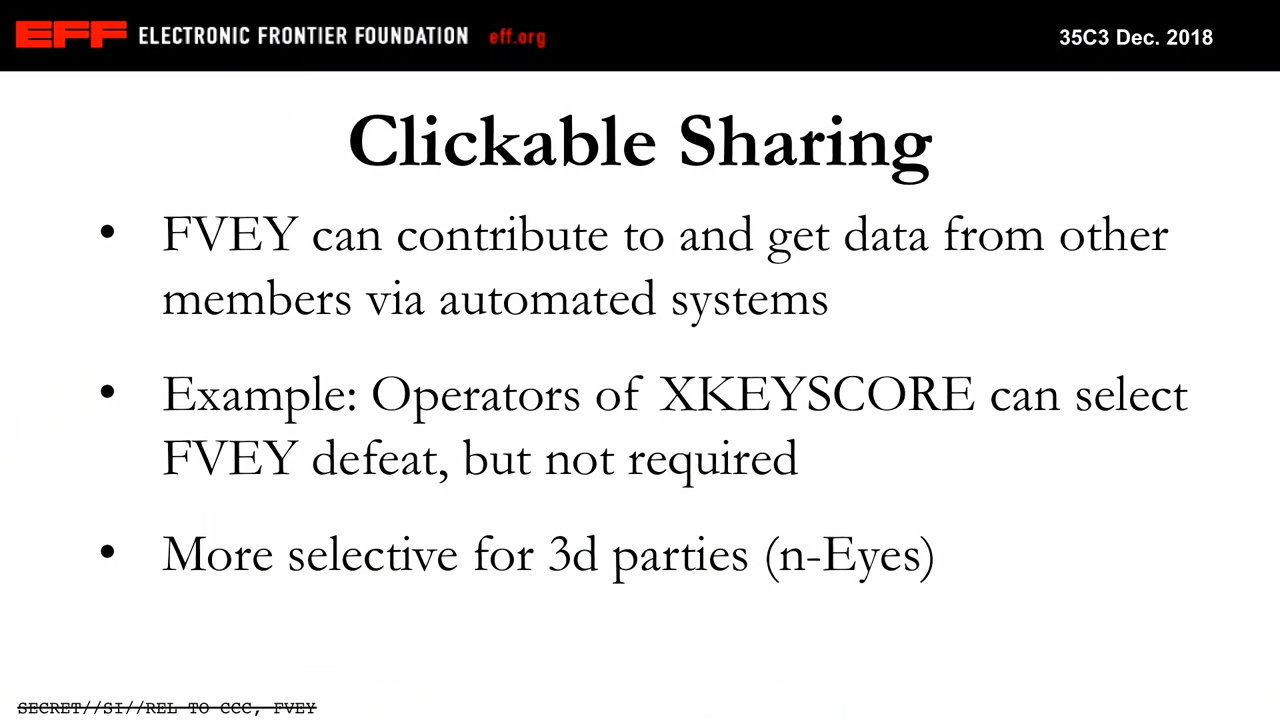 EFF ELECTRONIC FRONTIER FOUNDATION eff.org
35C3 Dec. 2018
Clickable Sharing
• FVEY can contribute to and get data from other
members via automated systems
• Example: Operators of XKEYSCORE can select
FVEY defeat, but not required
• More selective for 3d parties (n-Eyes)
SECRET//SI//REL TO CCC, FVEY